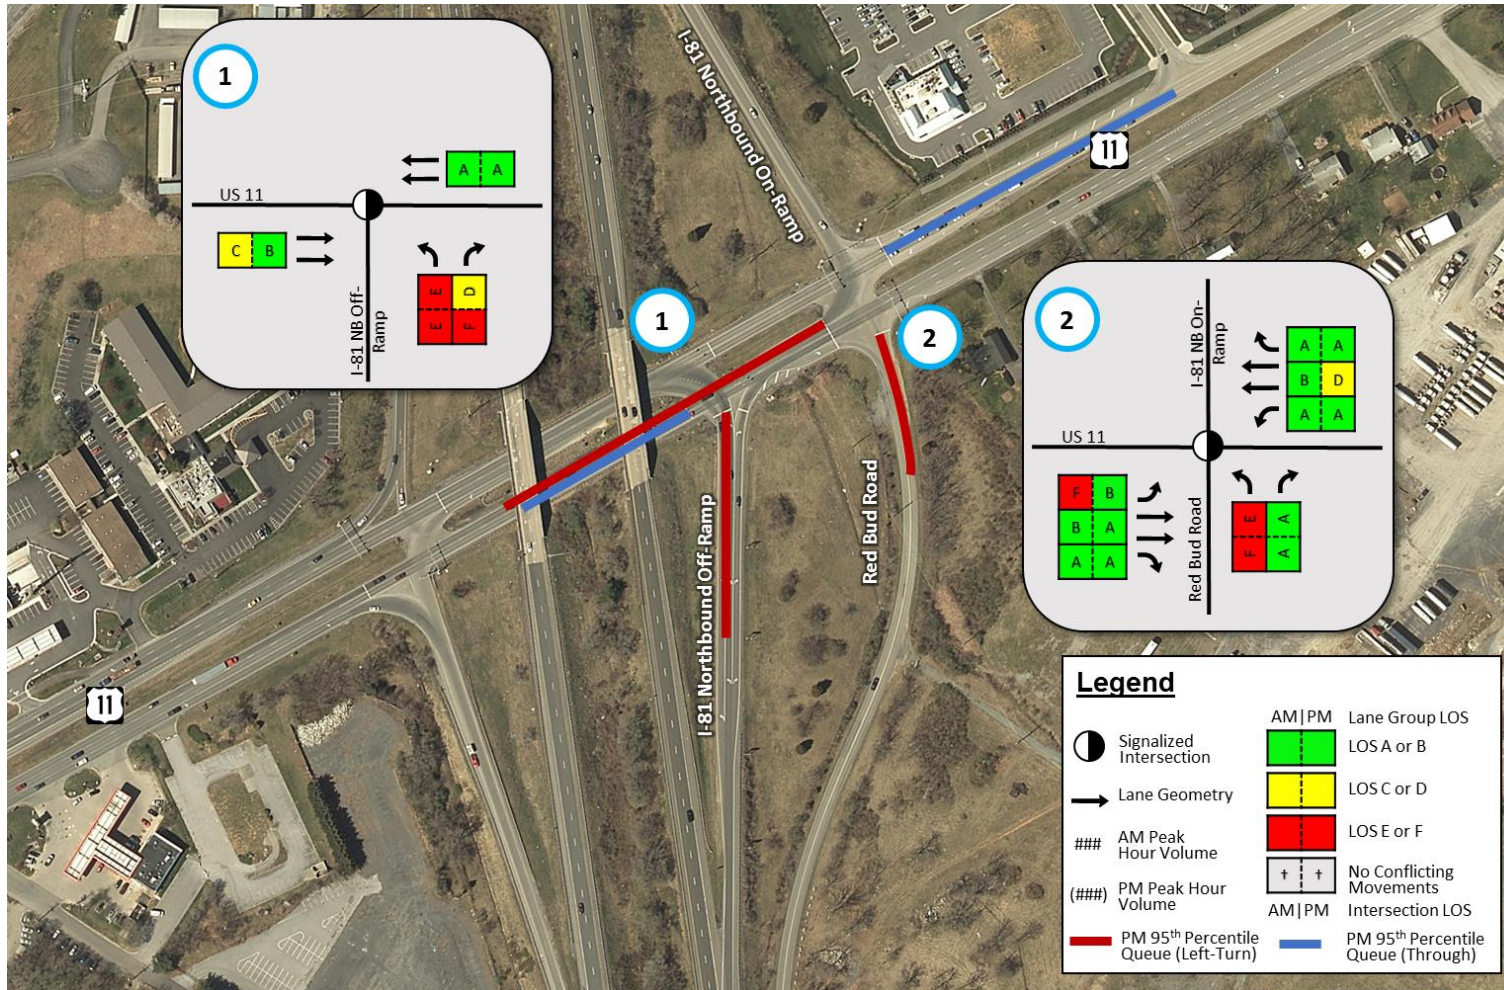 1
A A
US 11
C B
E D
E F
I-81 NB Off-
Ramp
I-81 Northbound On-Ramp
11
1
2
2
I-81 NB On-
Ramp
A A
B D
A A
US 11
F B
B A
A A
E A
F A
Red Bud Road
I-81 Northbound Off-Ramp
Red Bud Road
11
Legend
Signalized
Intersection
Lane Geometry
### AM Peak
Hour Volume
(###) PM Peak Hour
Volume
PM 95th Percentile
Queue (Left-Turn)
AM|PM Lane Group LOS
LOS A or B
LOS C or D
LOS E or F
† † No Conflicting
Movements
AM|PM Intersection LOS
PM 95th Percentile
Queue (Through)